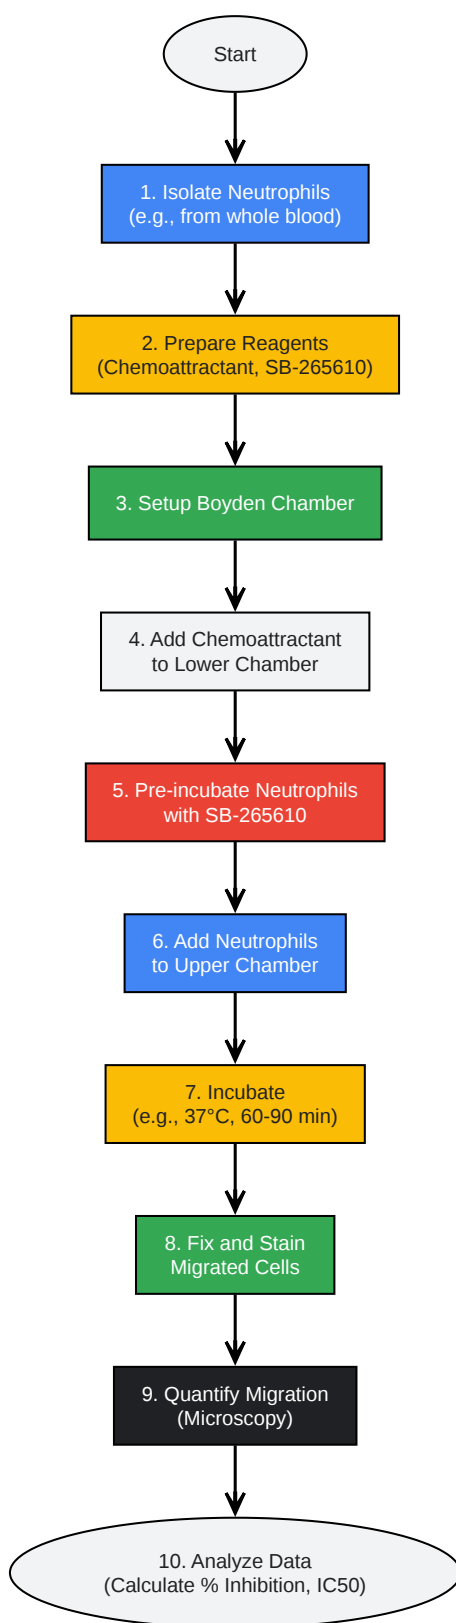 Start
1. Isolate Neutrophils
(e.g., from whole blood)
2. Prepare Reagents
(Chemoattractant, SB-265610)
3. Setup Boyden Chamber
4. Add Chemoattractant
to Lower Chamber
5. Pre-incubate Neutrophils
with SB-265610
6. Add Neutrophils
to Upper Chamber
7. Incubate
(e.g., 37°C, 60-90 min)
8. Fix and Stain
Migrated Cells
9. Quantify Migration
(Microscopy)
10. Analyze Data
(Calculate % Inhibition, IC50)